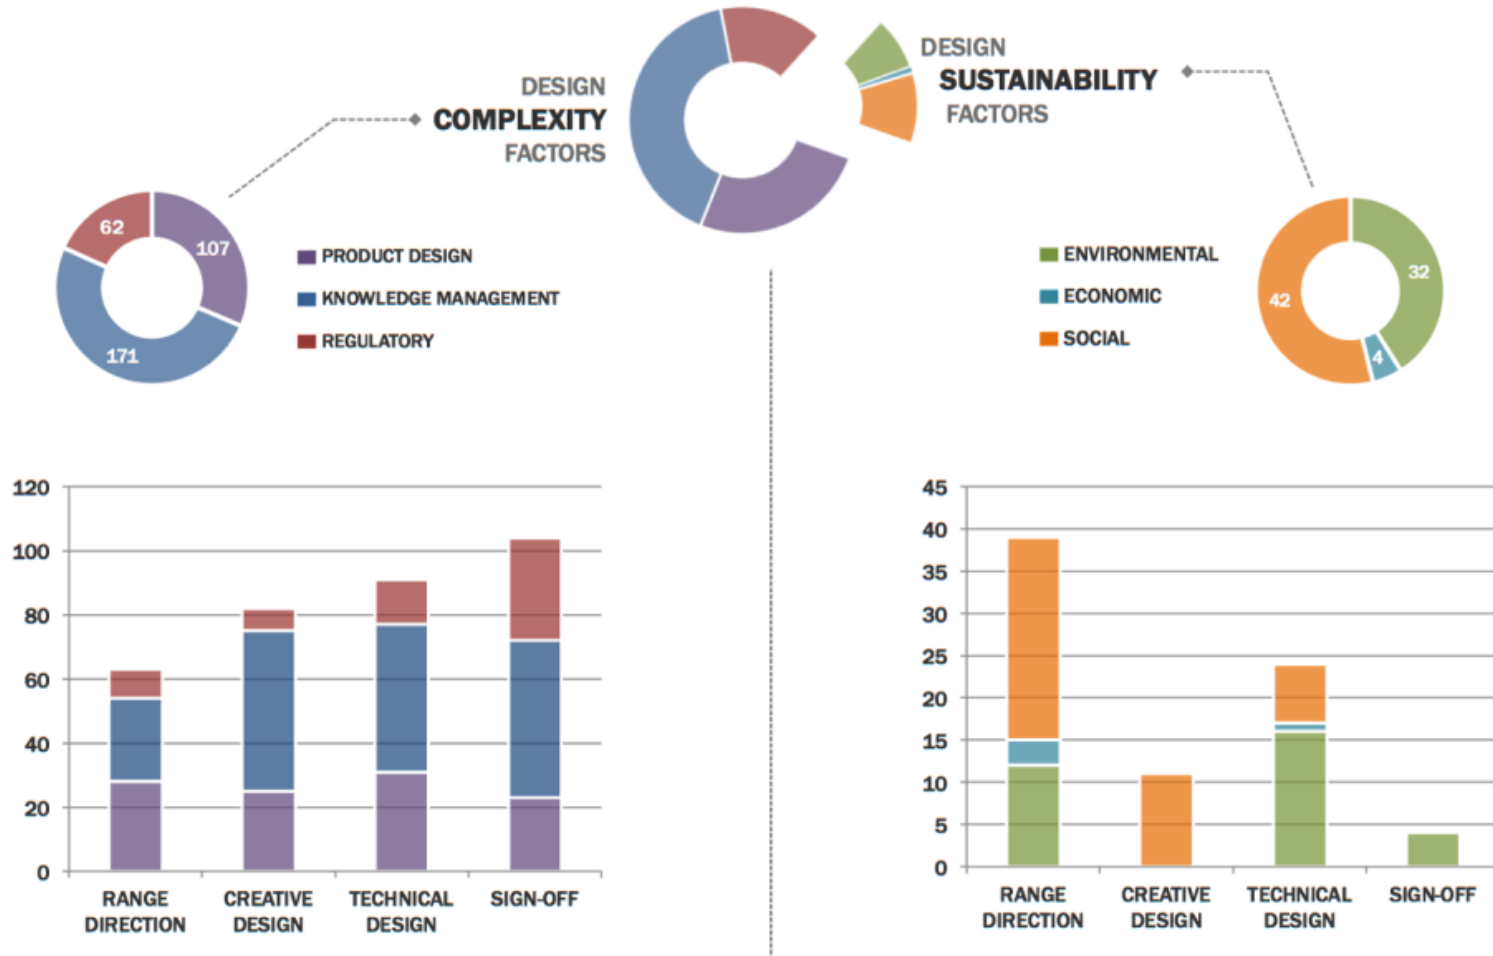 DESIGN
COMPLEXITY
FACTORS
DESIGN
SUSTAINABILITY
FACTORS
62
107
171
PRODUCT DESIGN
KNOWLEDGE MANAGEMENT
REGULATORY
ENVIRONMENTAL
ECONOMIC
SOCIAL
32
42
4
120
100
80
60
40
20
0
RANGE
DIRECTION
CREATIVE
DESIGN
TECHNICAL
DESIGN
SIGN-OFF
45
40
35
30
25
20
15
10
5
0
RANGE
DIRECTION
CREATIVE
DESIGN
TECHNICAL
DESIGN
SIGN-OFF